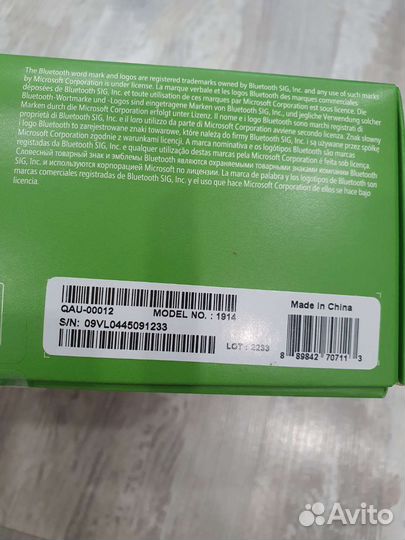 The Bluetooth word mark and logos are registered trademarks owned by Bluetooth SIG, Inc. and any use of such marks
by Microsoft Corporation is under license. La marque verbale et les logos Bluetooth des marques commerciales
déposées de Bluetooth SIG, Inc. et toute utilisation de ces marques par Microsoft Corporation est sous licence. Die
Bluetooth-Wortmarke und -Logos sind eingetragene Marken von Bluetooth SIG, Inc., und jegliche Verwendung solcher
Marken durch die Microsoft Corporation erfolgt unter Lizenz. Il nome e i logo Bluetooth sono marchi registrati di
proprietà di Bluetooth SIG, Inc. e il loro utilizzo da parte di Microsoft Corporation avviene secondo licenza. Znak słowny
i logo Bluetooth to zarejestrowane znaki towarowe, które należą do firmy Bluetooth SIG, Inc. i są używane przez spółkę
Microsoft Corporation zgodnie z warunkami licencji. A marca nominativa e os logótipos Bluetooth são marcas
registadas da Bluetooth SIG, Inc. e qualquer utilização destas marcas pela Microsoft Corporation é feita sob licença.
Словесный товарный знак и эмблемы Bluetooth являются охраняемыми товарными знаками компании Bluetooth
SIG, Inc. и используются корпорацией Microsoft по лицензии. La marca de palabra y los logotipos de Bluetooth son
marcas comerciales registradas de Bluetooth SIG, Inc. y el uso que hace Microsoft Corporation de ellos se hace bajo
licencia.
QAU-00012 MODEL NO. : 1914
S/N: 09VL0445091233
LOT : 2233
Made in China
8 89842 70711 3
Avito